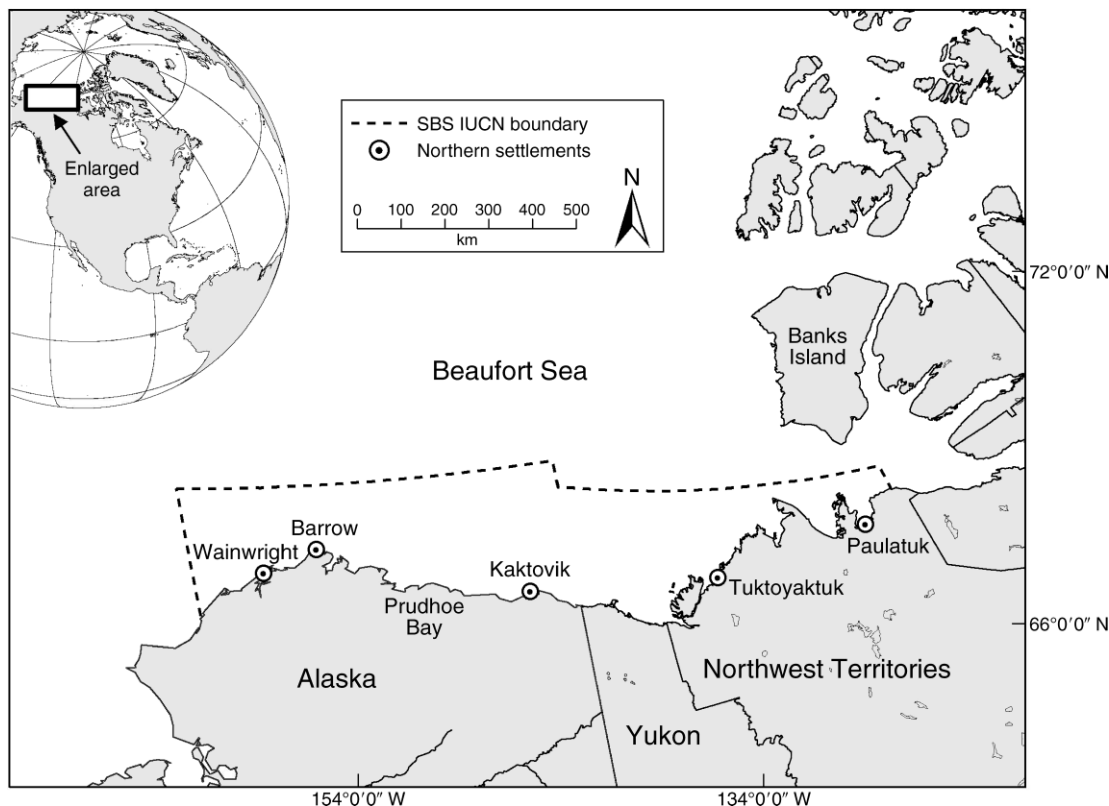 Enlarged
area
SBS IUCN boundary
Northern settlements
N
0 100 200 300 400 500
km
72°0′0″ N
Banks
Island
Beaufort Sea
Barrow
Wainwright
Paulatuk
Kaktovik
Tuktoyaktuk
Prudhoe
Bay
66°0′0″ N
Alaska
Northwest Territories
Yukon
154°0′0″ W
134°0′0″ W